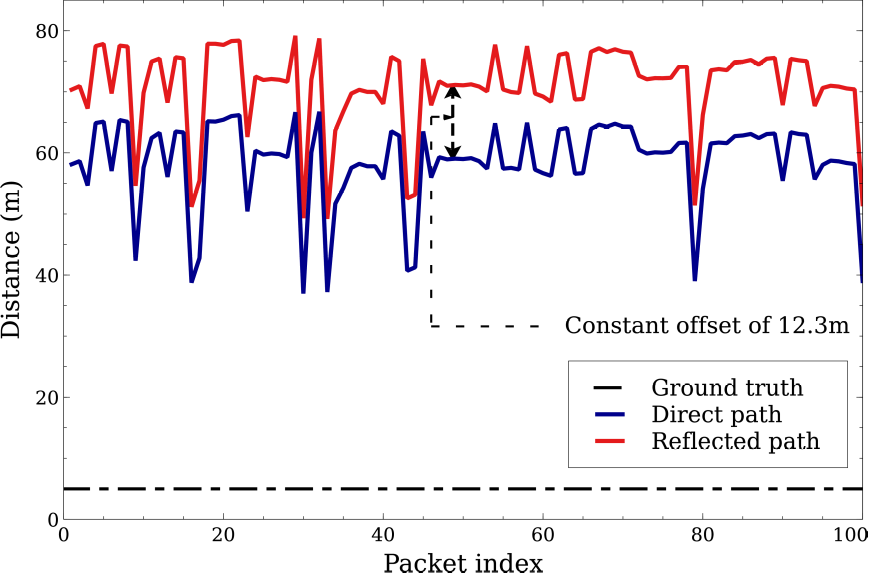 80
60
40
20
0
0 20 40 60 80 100
Distance (m)
Packet index
Constant offset of 12.3m
Ground truth
Direct path
Reflected path